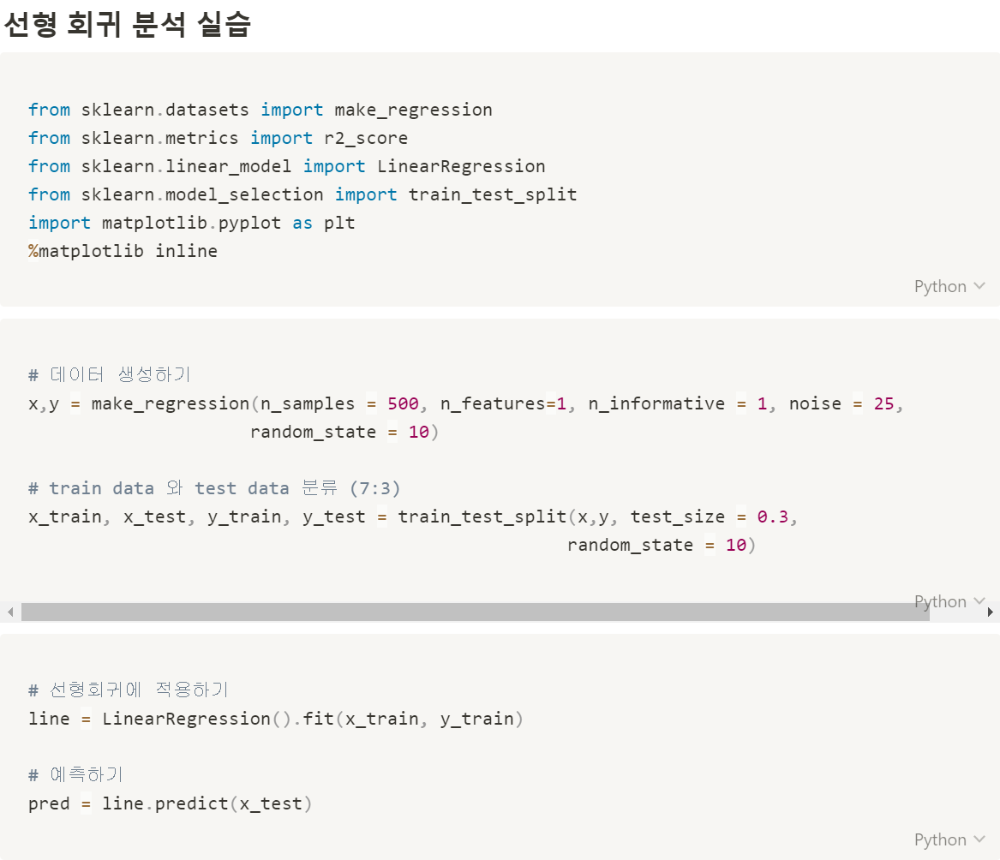 선형 회귀 분석 실습
from sklearn.datasets import make_regression
from sklearn.metrics import r2_score
from sklearn.linear_model import LinearRegression
from sklearn.model_selection import train_test_split
import matplotlib.pyplot as plt
%matplotlib inline
Python
# 데이터 생성하기
x,y = make_regression(n_samples = 500, n_features=1, n_informative = 1, noise = 25,
random_state = 10)
# train data 와 test data 분류 (7:3)
x_train, x_test, y_train, y_test = train_test_split(x,y, test_size = 0.3,
random_state = 10)
Python
# 선형회귀에 적용하기
line = LinearRegression().fit(x_train, y_train)
# 예측하기
pred = line.predict(x_test)
Python